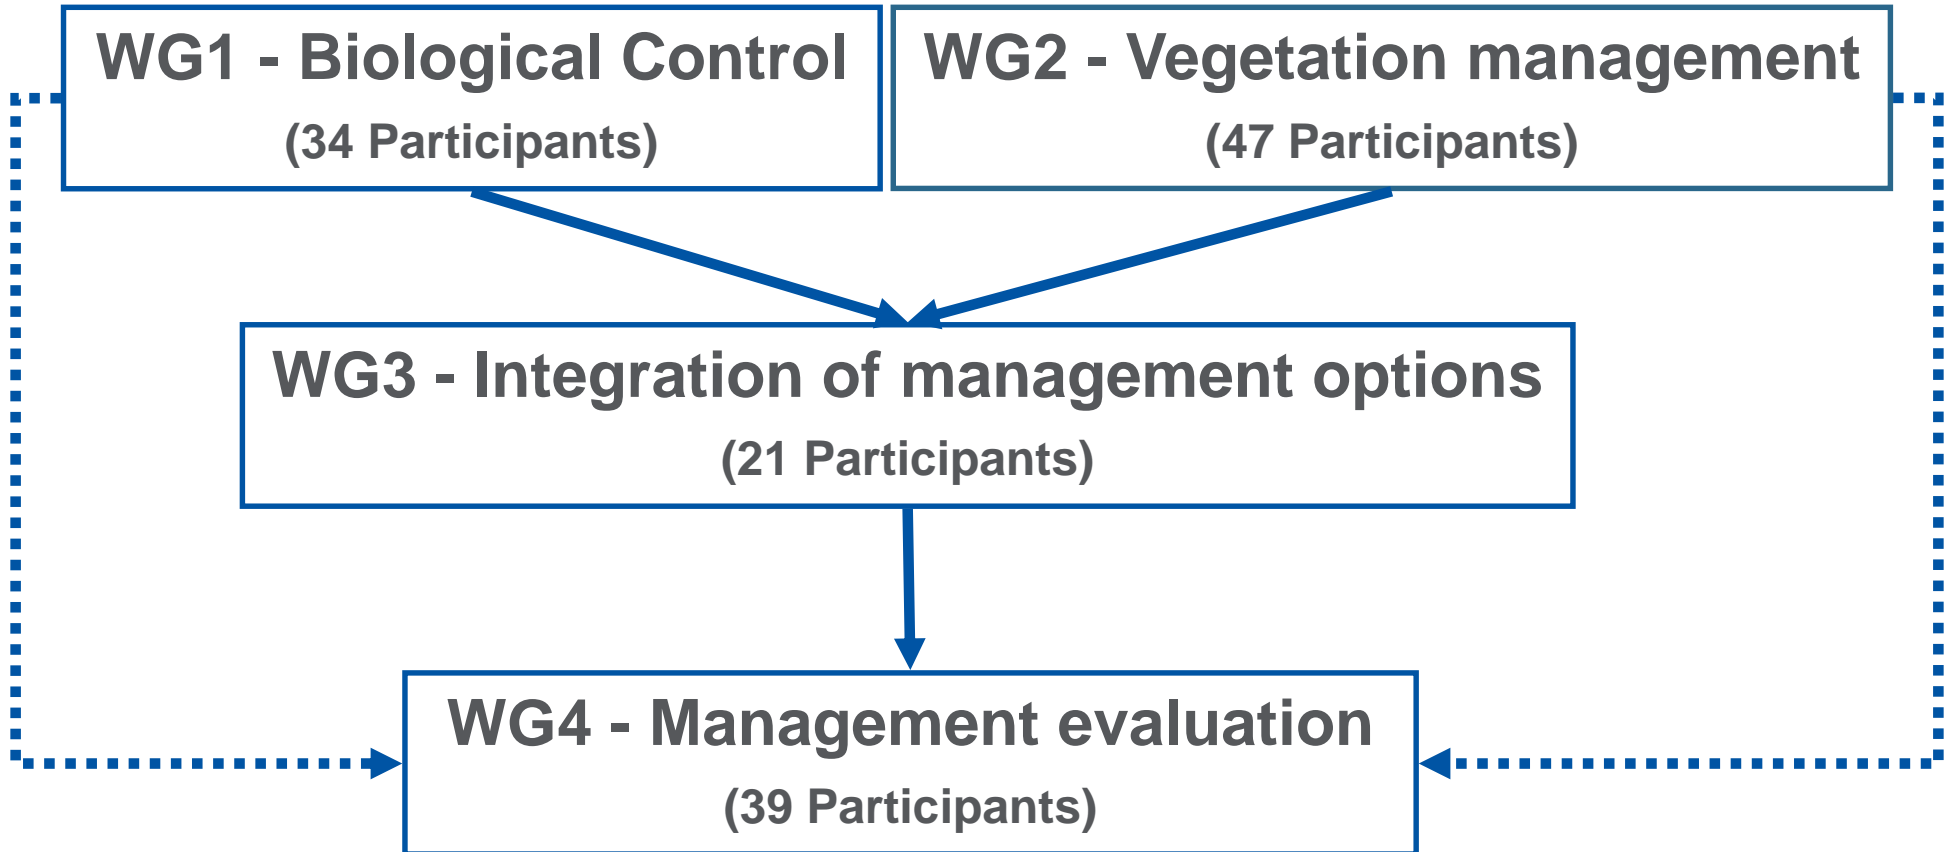 WG1 - Biological Control
(34 Participants)
WG2 - Vegetation management
(47 Participants)
WG3 - Integration of management options
(21 Participants)
WG4 - Management evaluation
(39 Participants)